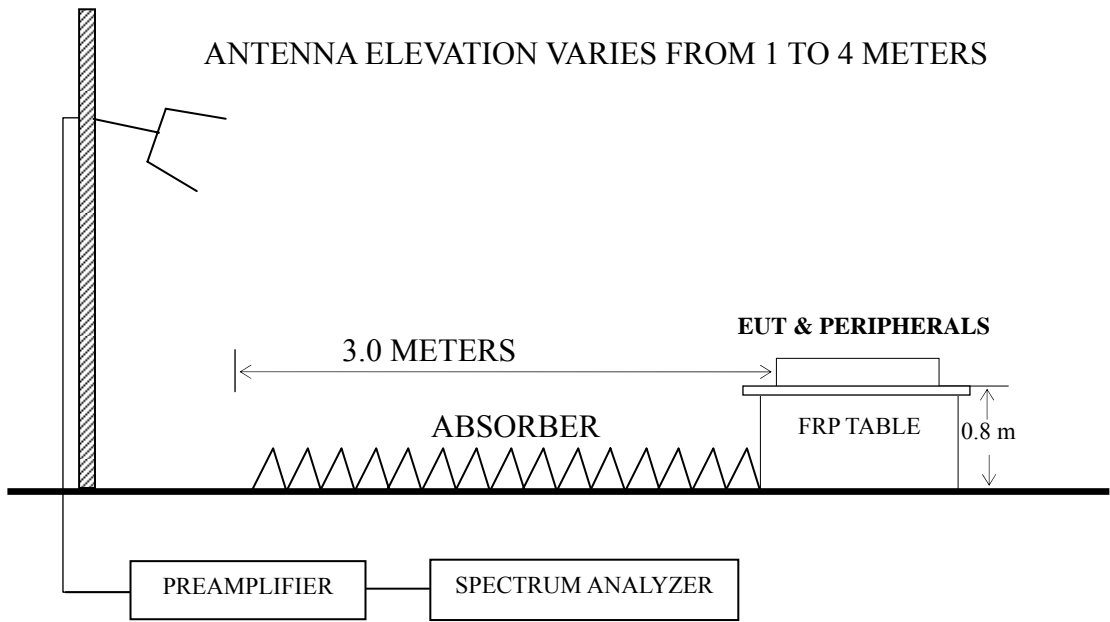 ANTENNA ELEVATION VARIES FROM 1 TO 4 METERS
EUT & PERIPHERALS
3.0 METERS
ABSORBER
FRP TABLE
0.8 m
PREAMPLIFIER
SPECTRUM ANALYZER